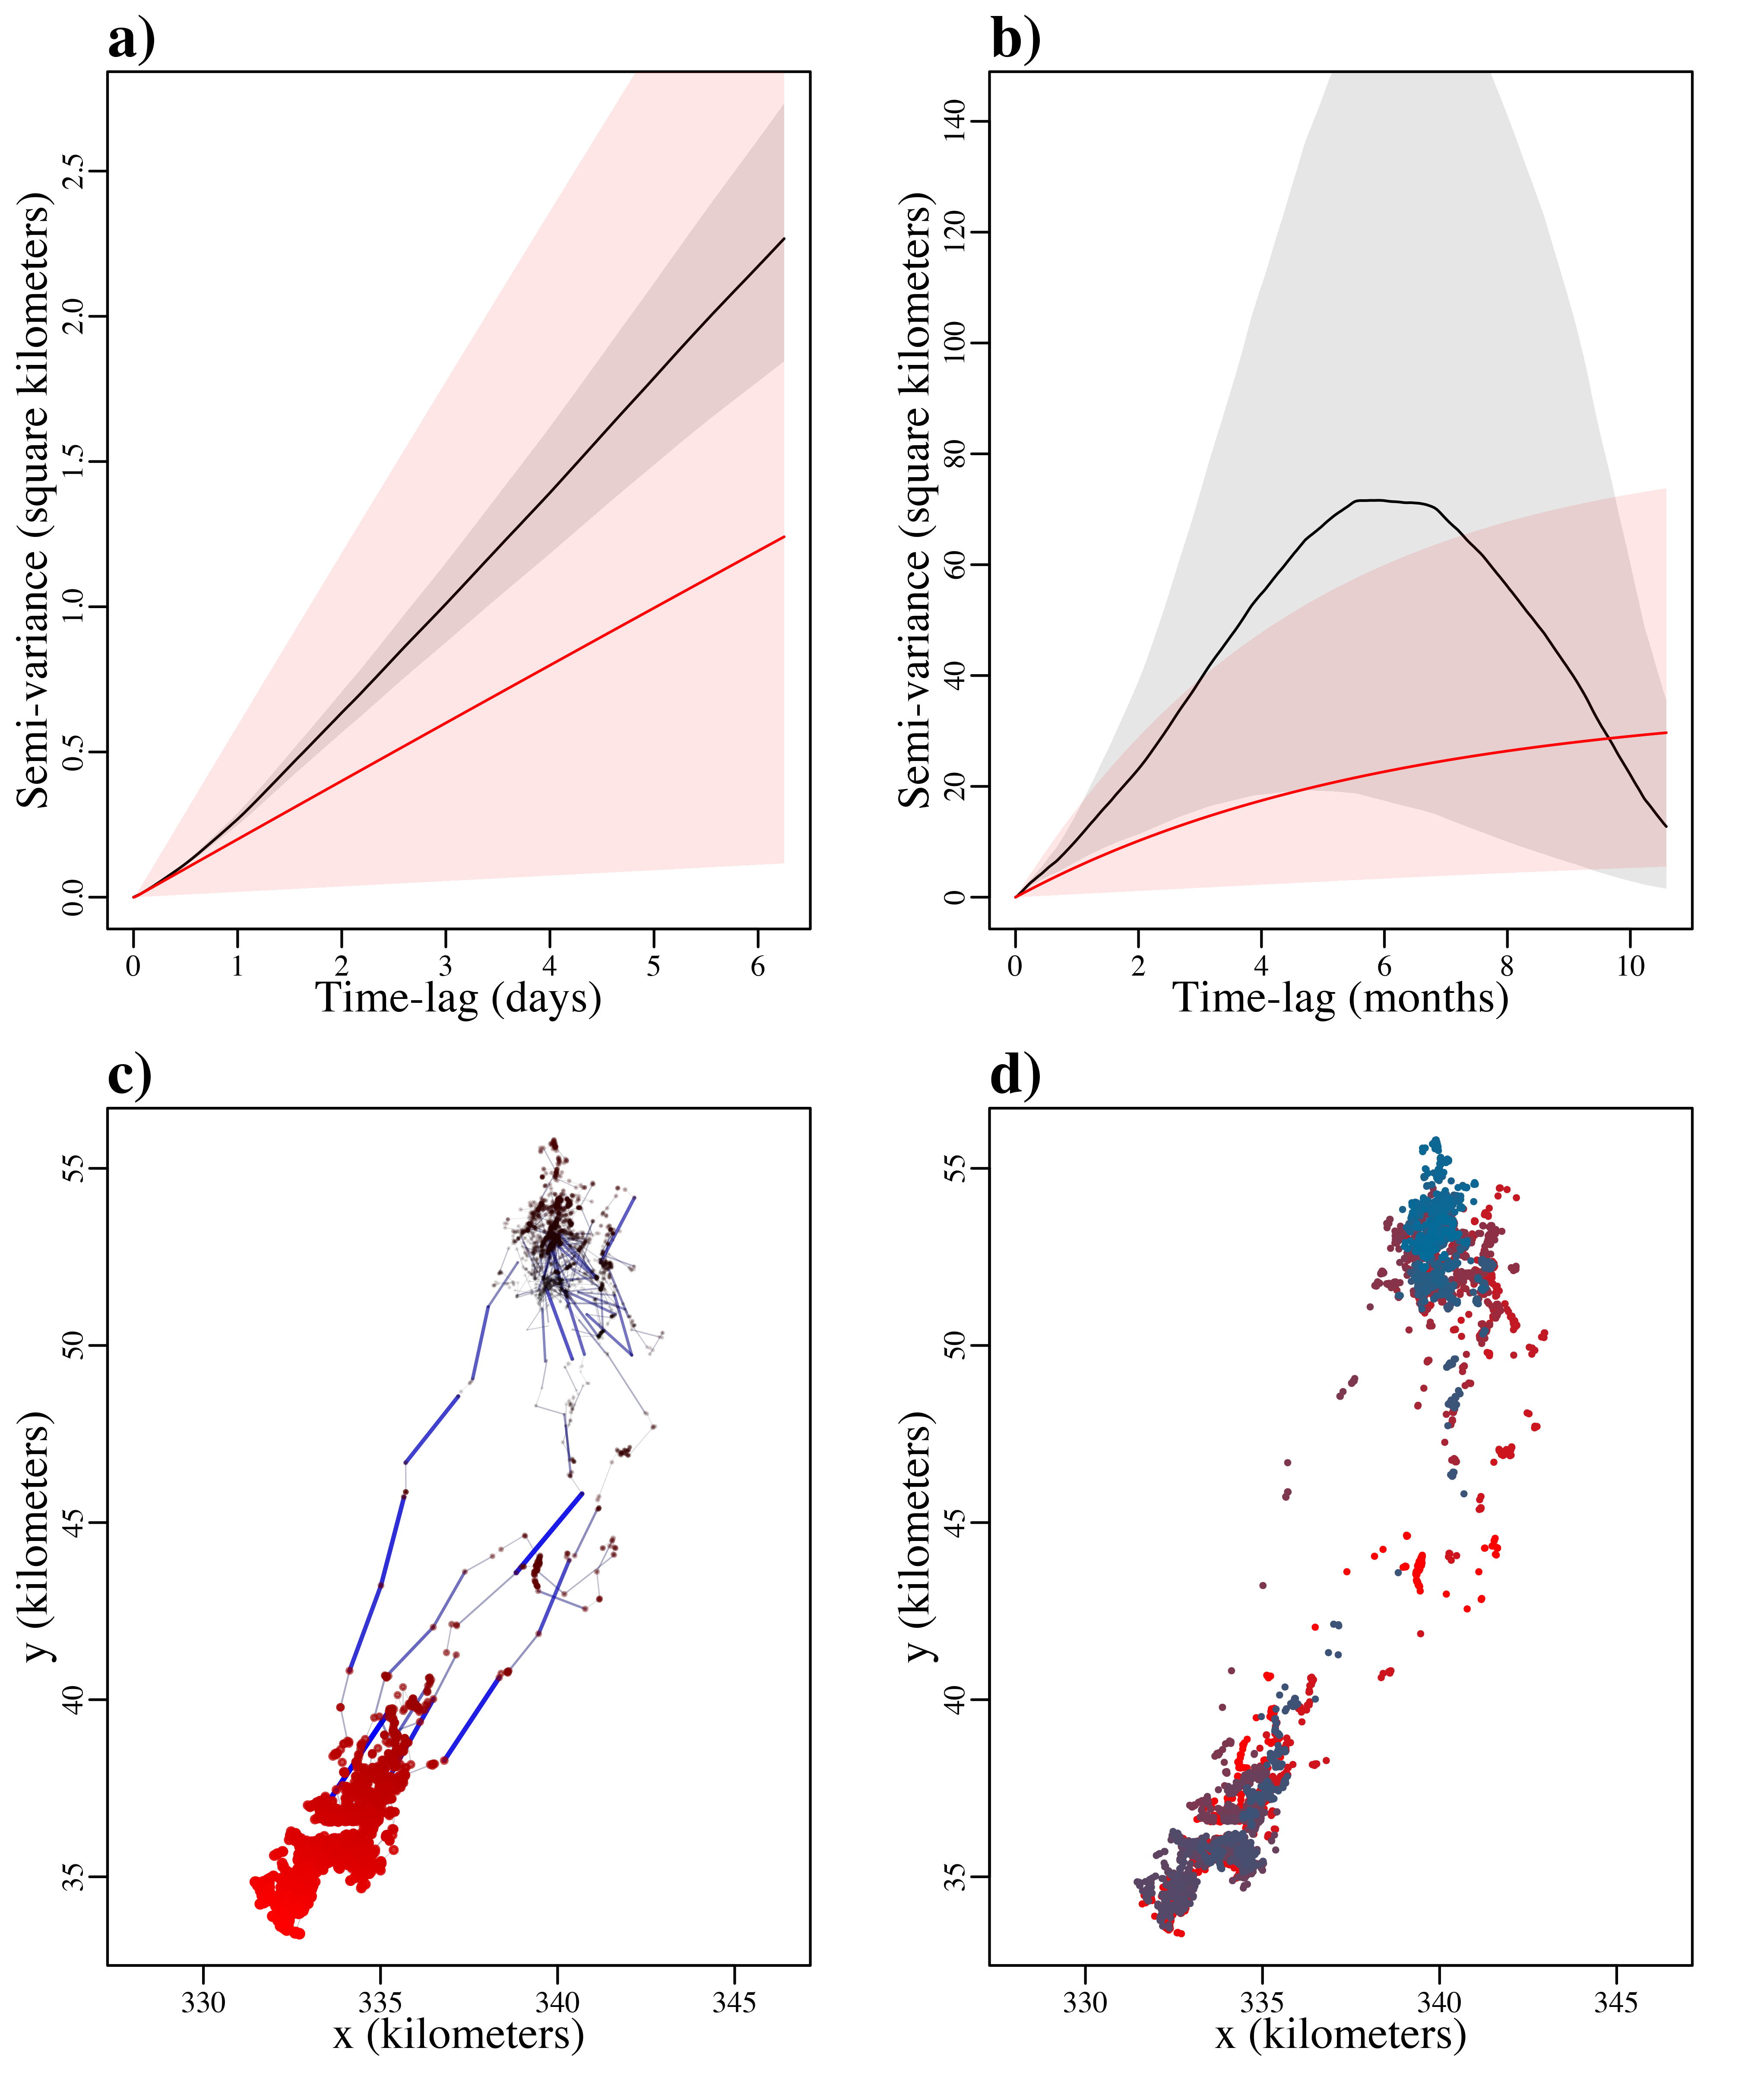 a)
Semi-variance (square kilometers)
0.0 0.5 1.0 1.5 2.0 2.5
0 1 2 3 4 5 6
Time-lag (days)
b)
Semi-variance (square kilometers)
0 20 40 60 80 100 120 140
0 2 4 6 8 10
Time-lag (months)
c)
y (kilometers)
35 40 45 50 55
330 335 340 345
x (kilometers)
d)
y (kilometers)
35 40 45 50 55
330 335 340 345
x (kilometers)